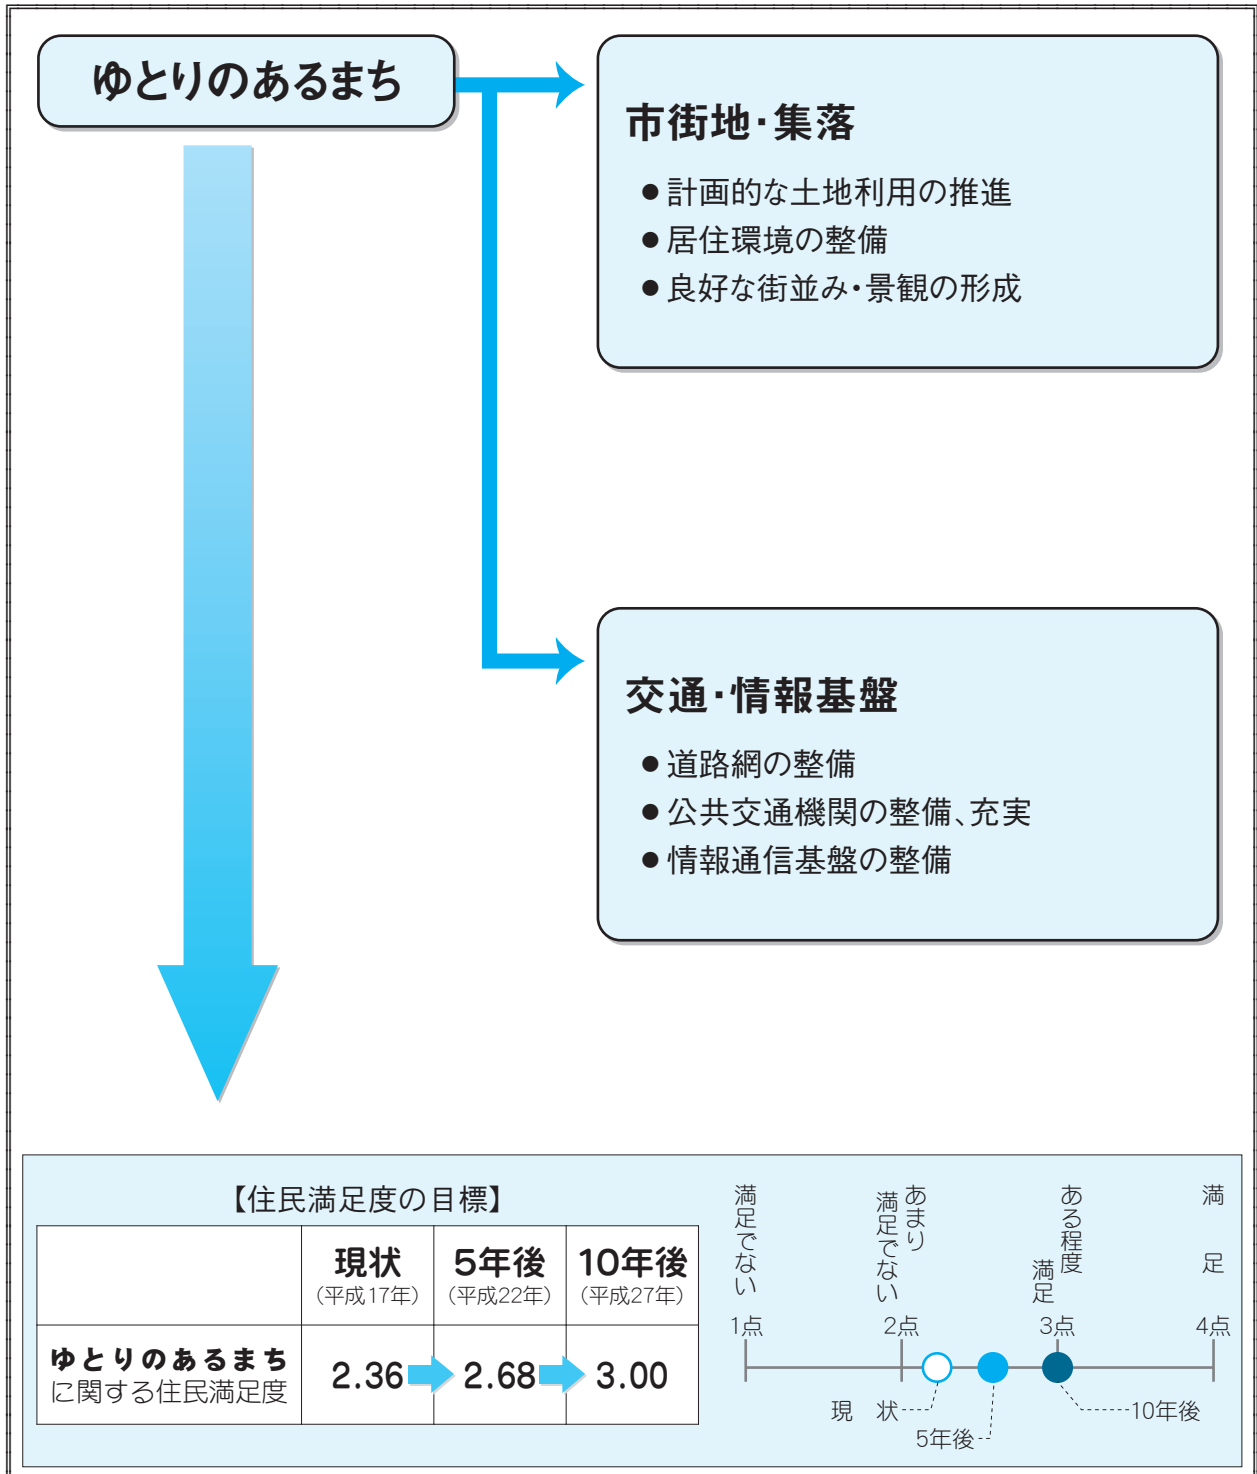 ゆとりのあるまち
市街地・集落
●計画的な土地利用の推進
●居住環境の整備
●良好な街並み・景観の形成
交通・情報基盤
●道路網の整備
●公共交通機関の整備、充実
●情報通信基盤の整備
【住民満足度の目標】
現状 5年後 10年後
(平成17年) (平成22年) (平成27年)
ゆとりのあるまち
に関する住民満足度
2.36 2.68 3.00
満足でない
あまり
満足でない
ある程度
満足
満足
1点 2点 3点 4点
現状
5年後
10年後